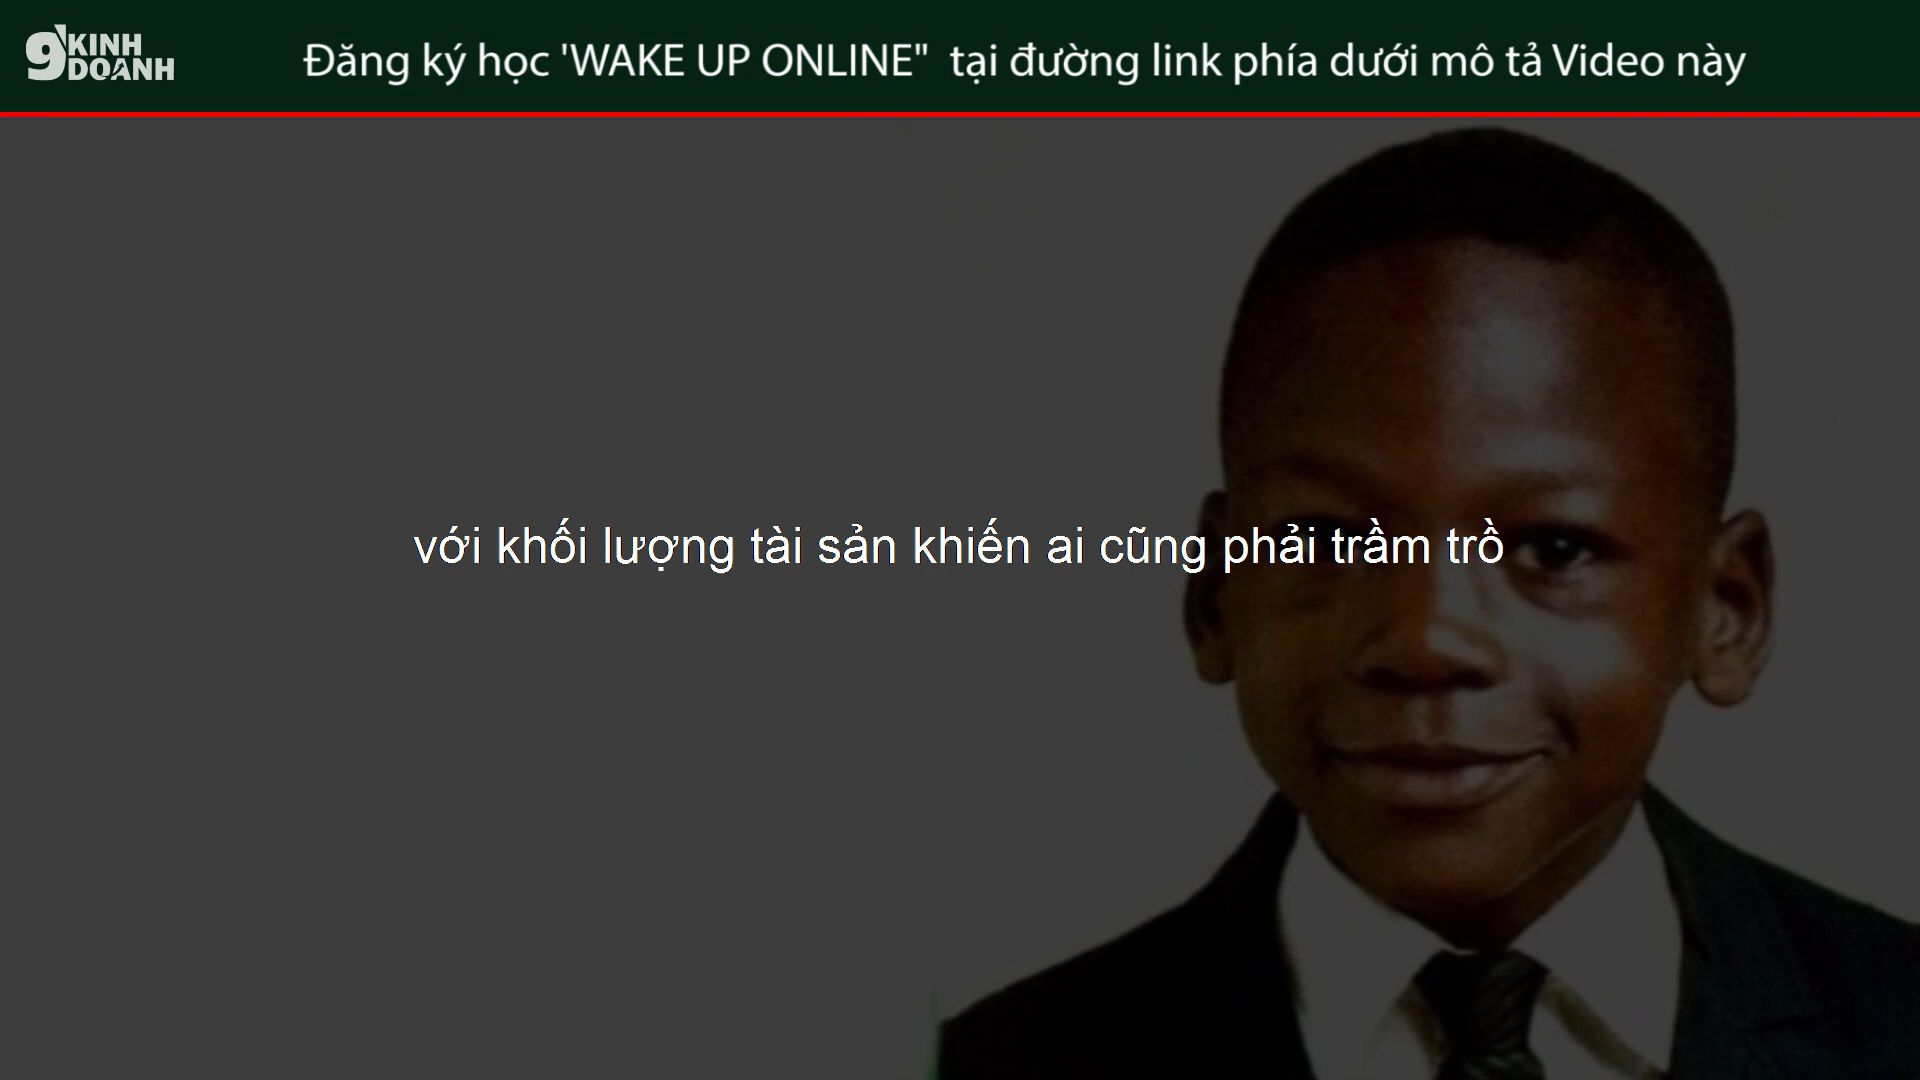 9 KINH
DOANH
Đăng ký học 'WAKE UP ONLINE" tại đường link phía dưới mô tả Video này
với khối lượng tài sản khiến ai cũng phải trầm trồ